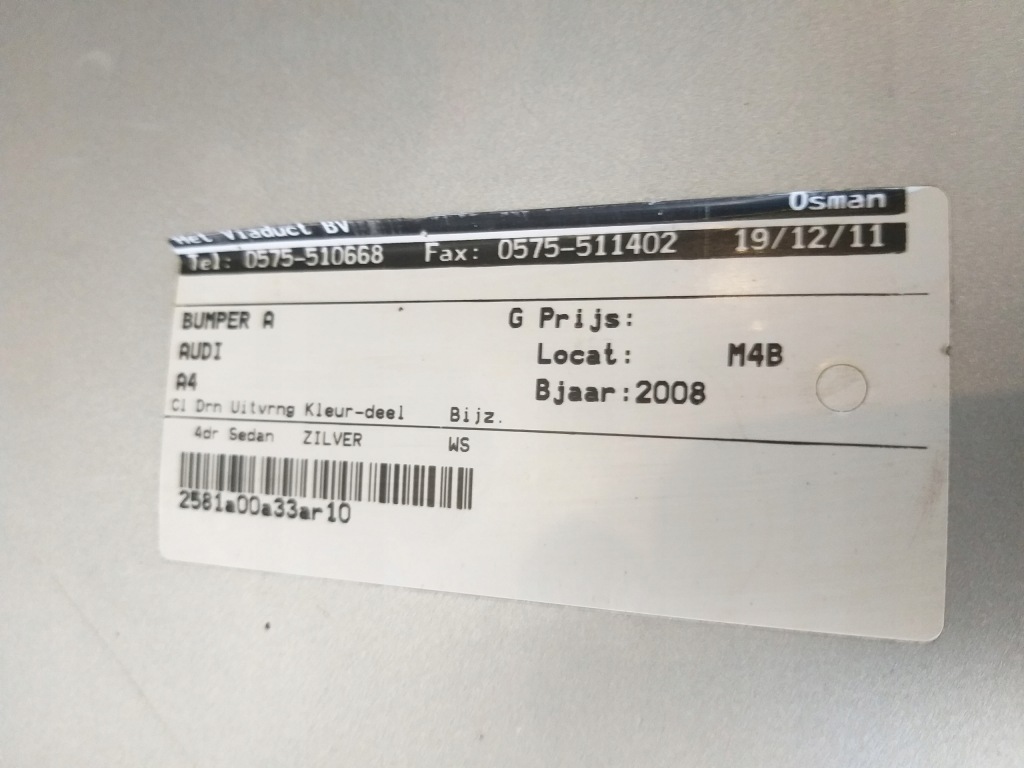 Het Viaduct BV Osman
Tel: 0575-510668 Fax: 0575-511402 19/12/11
BUMPER A G Prijs:
AUDI Locat: M4B
A4 Bjaar:2008
Cl Drn Uitvrng Kleur-deel Bijz.
4dr Sedan ZILVER WS
2581a00a33ar10